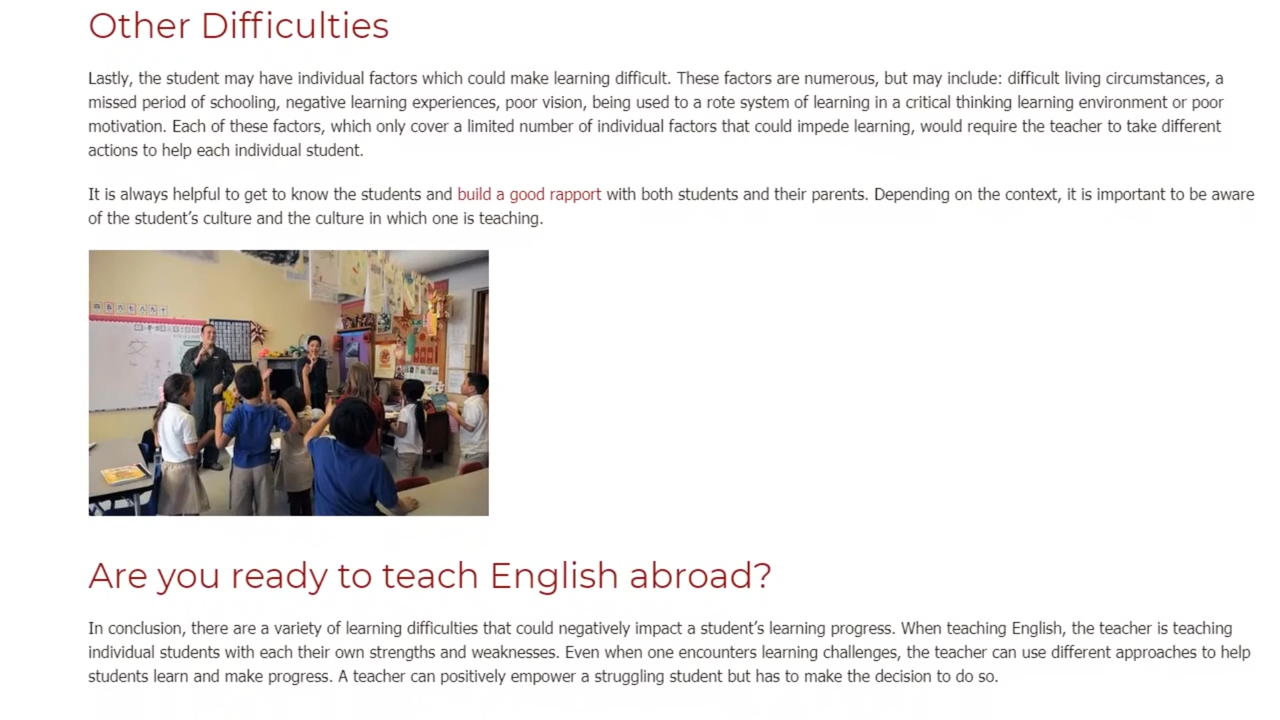 Other Difficulties
Lastly, the student may have individual factors which could make learning difficult. These factors are numerous, but may include: difficult living circumstances, a
missed period of schooling, negative learning experiences, poor vision, being used to a rote system of learning in a critical thinking learning environment or poor
motivation. Each of these factors, which only cover a limited number of individual factors that could impede learning, would require the teacher to take different
actions to help each individual student.
It is always helpful to get to know the students and build a good rapport with both students and their parents. Depending on the context, it is important to be aware
of the student’s culture and the culture in which one is teaching.
Are you ready to teach English abroad?
In conclusion, there are a variety of learning difficulties that could negatively impact a student’s learning progress. When teaching English, the teacher is teaching
individual students with each their own strengths and weaknesses. Even when one encounters learning challenges, the teacher can use different approaches to help
students learn and make progress. A teacher can positively empower a struggling student but has to make the decision to do so.